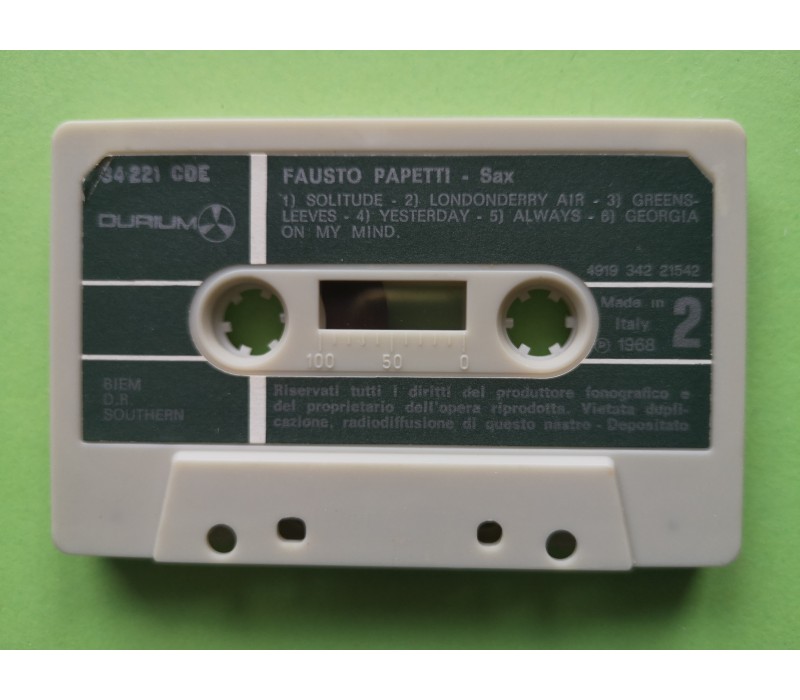 34-221 CDE
DURIUM
FAUSTO PAPETTI - Sax
1) SOLITUDE - 2) LONDONDERRY AIR - 3) GREENS-
LEEVES - 4) YESTERDAY - 5) ALWAYS - 6) GEORGIA
ON MY MIND.
4919 342 21542
Made in
Italy
℗ 1968
2
100 50 0
BIEM
D.R
SOUTHERN
Riservati tutti i diritti del produttore fonografico e
del proprietario dell'opera riprodotta. Vietata dupli-
cazione, radiodiffusione di questo nastro - Depositato